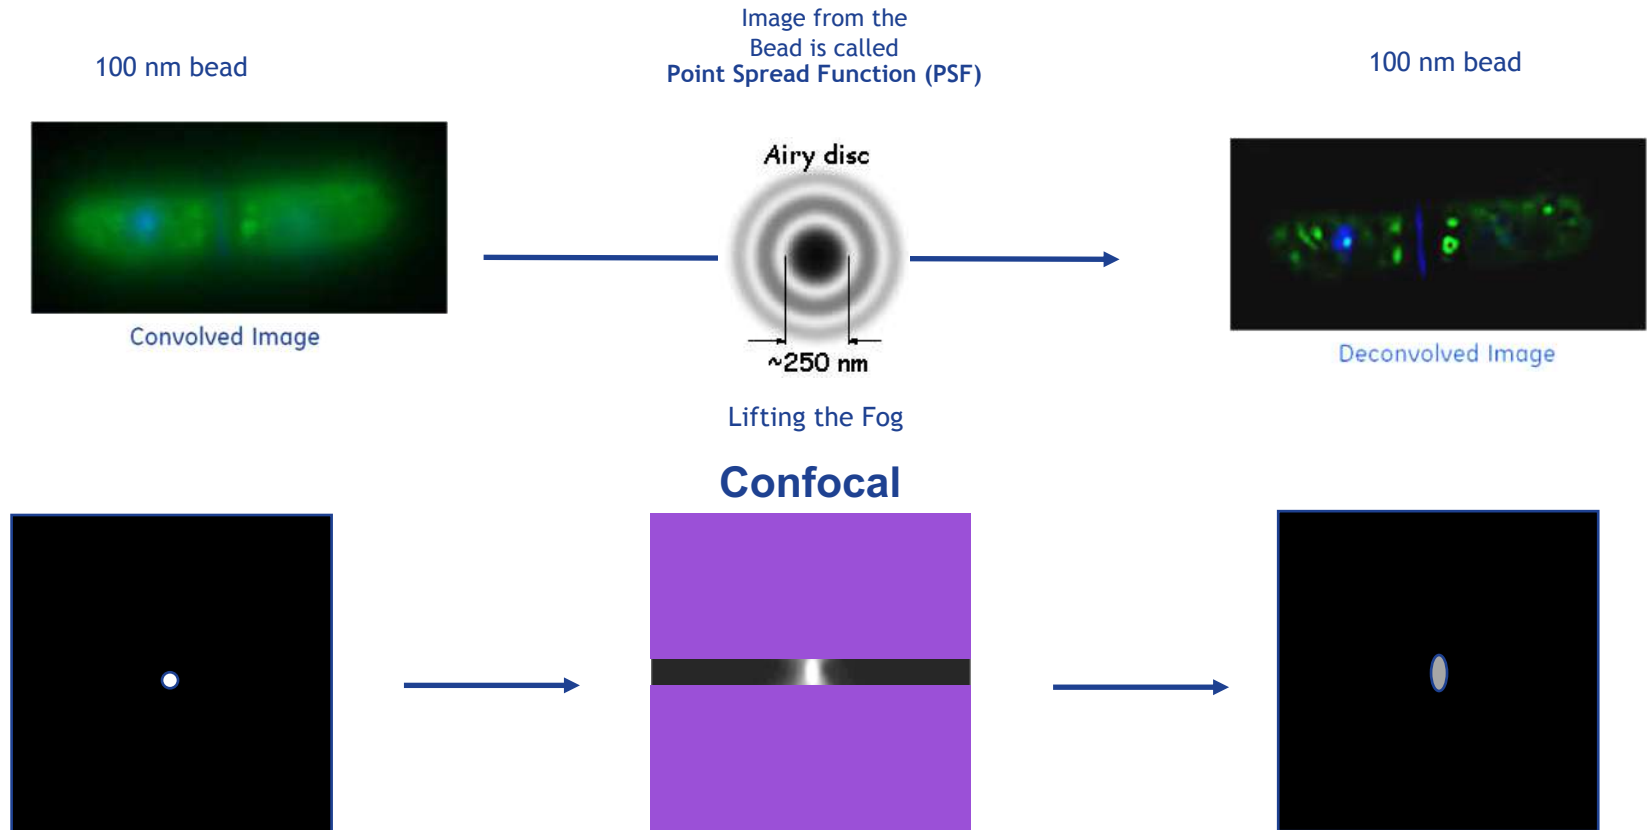 Image from the
Bead is called
Point Spread Function (PSF)
100 nm bead
100 nm bead
Airy disc
~250 nm
Convolved Image
Deconvolved Image
Lifting the Fog
Confocal